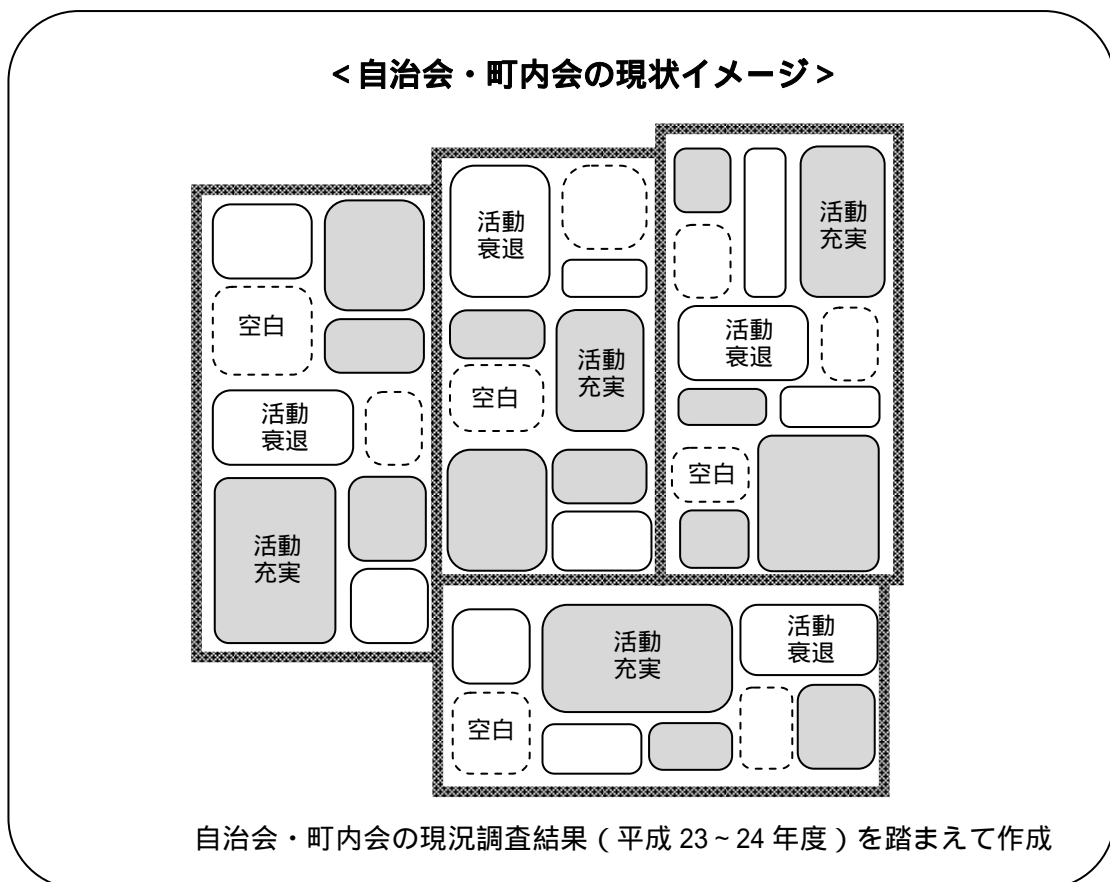 ＜自治会・町内会の現状イメージ＞
空白
活動
衰退
活動
充実
活動
衰退
空白
活動
充実
活動
充実
活動
衰退
空白
活動
充実
活動
衰退
空白
自治会・町内会の現況調査結果（平成 23～24 年度）を踏まえて作成